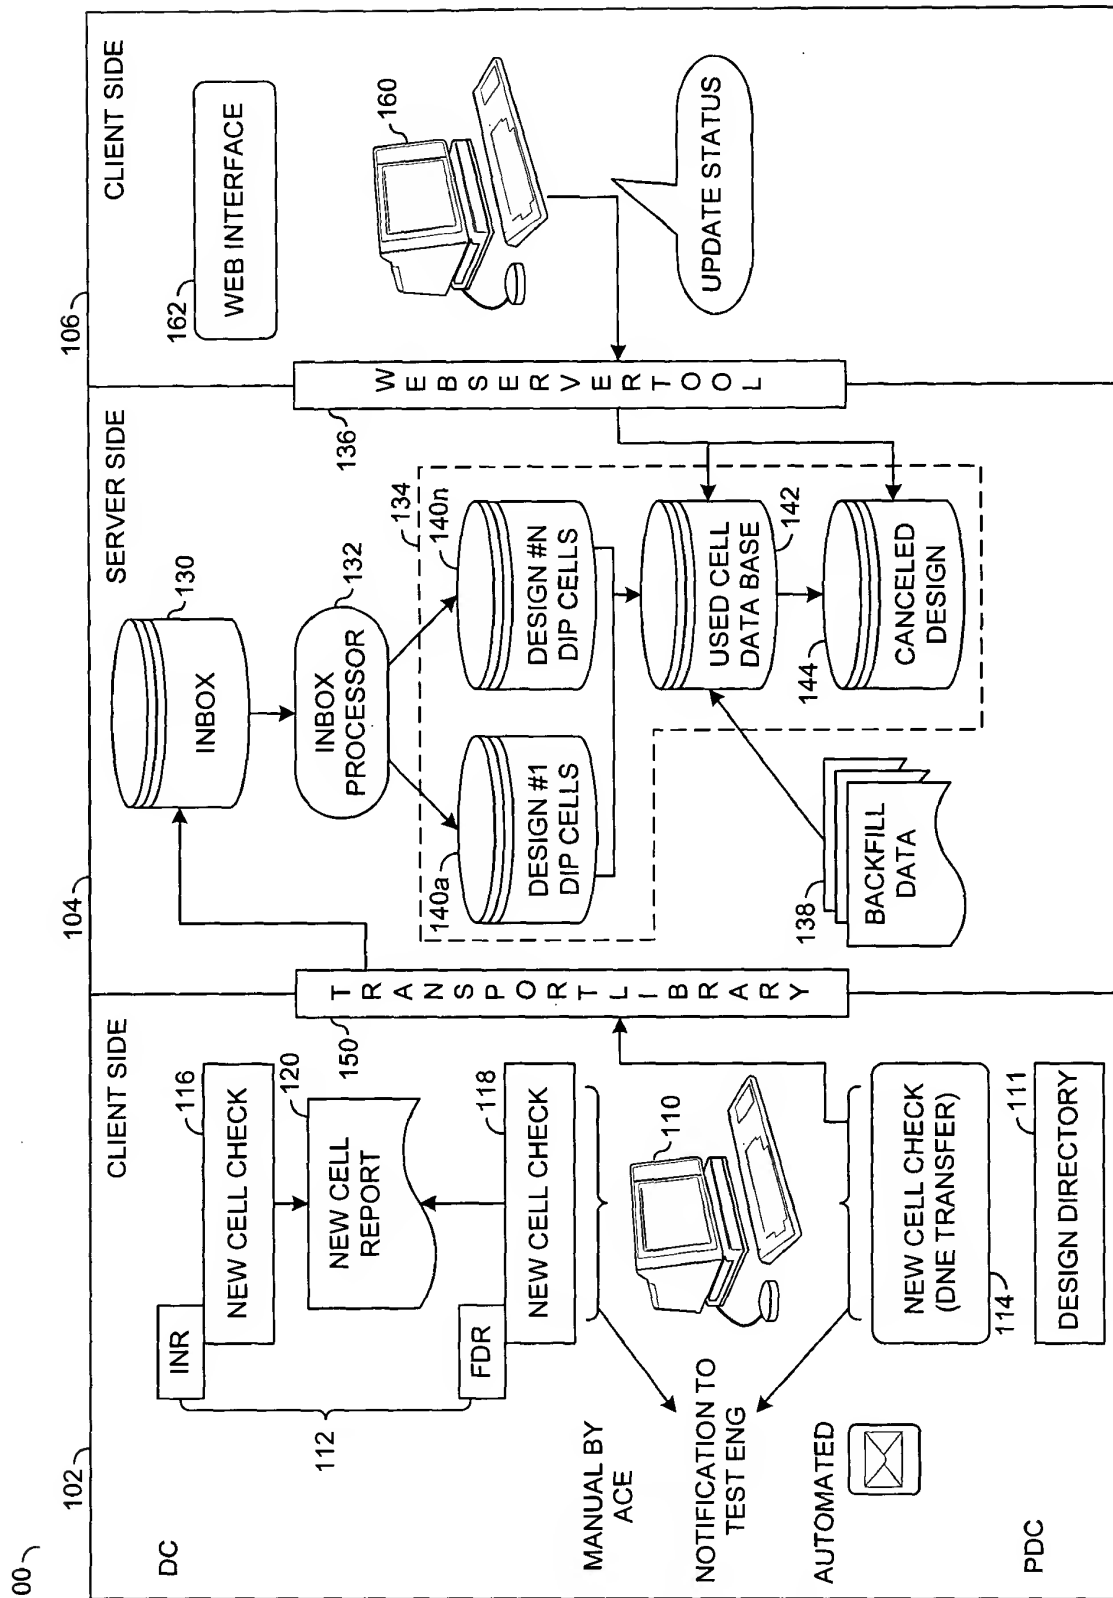 00
102
104
106
CLIENT SIDE
DC
INR
116
NEW CELL CHECK
120
NEW CELL
REPORT
112
FDR
118
NEW CELL CHECK
MANUAL BY
ACE
110
NOTIFICATION TO
TEST ENG
AUTOMATED
NEW CELL CHECK
(DNE TRANSFER)
114
PDC
111
DESIGN DIRECTORY
150
TRANSPORT LIBRARY
SERVER SIDE
130
INBOX
132
INBOX
PROCESSOR
134
140a
DESIGN #1
DIP CELLS
140n
DESIGN #N
DIP CELLS
138
BACKFILL
DATA
142
USED CELL
DATA BASE
144
CANCELED
DESIGN
136
WEBSERVER TOOL
CLIENT SIDE
162
WEB INTERFACE
160
UPDATE STATUS